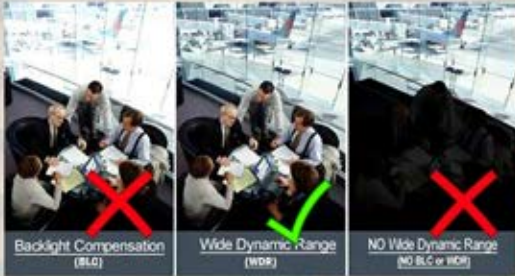 Backlight Compensation
(BLC)
Wide Dynamic Range
(WDR)
NO Wide Dynamic Range
(NO BLC or WDR)